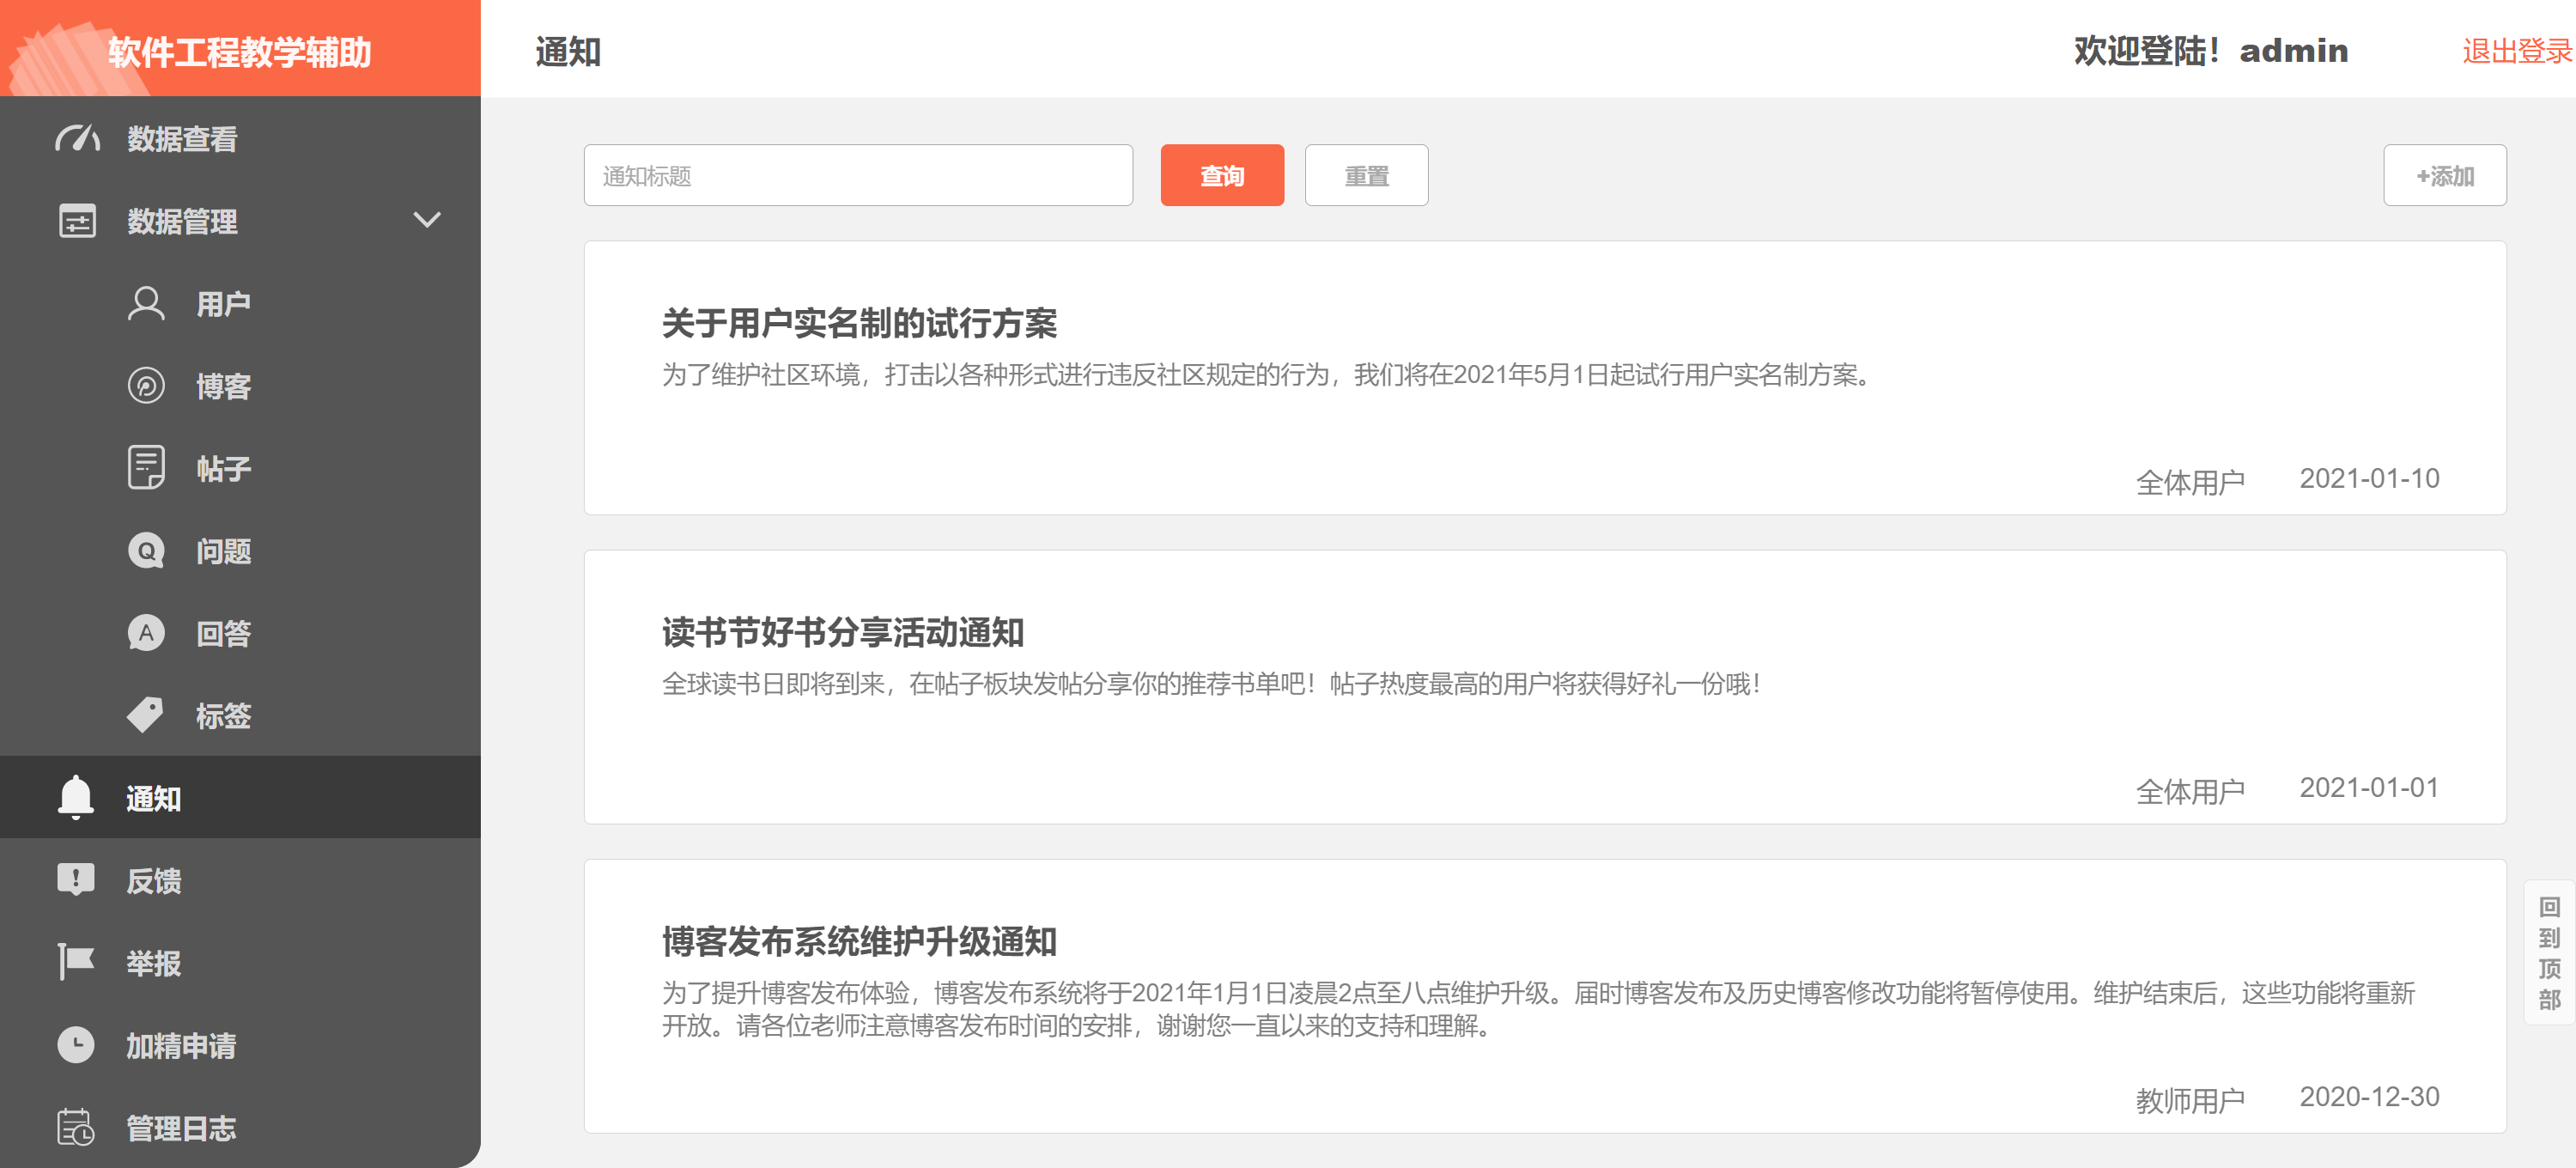 软件工程教学辅助
数据查看
数据管理
用户
博客
帖子
Q
问题
A
回答
标签
通知
反馈
举报
加精申请
管理日志
通知
欢迎登陆！admin
退出登录
通知标题
查询
重置
+添加
关于用户实名制的试行方案
为了维护社区环境，打击以各种形式进行违反社区规定的行为，我们将在2021年5月1日起试行用户实名制方案。
全体用户
2021-01-10
读书节好书分享活动通知
全球读书日即将到来，在帖子板块发帖分享你的推荐书单吧！帖子热度最高的用户将获得好礼一份哦！
全体用户
2021-01-01
博客发布系统维护升级通知
为了提升博客发布体验，博客发布系统将于2021年1月1日凌晨2点至八点维护升级。届时博客发布及历史博客修改功能将暂停使用。维护结束后，这些功能将重新
开放。请各位老师注意博客发布时间的安排，谢谢您一直以来的支持和理解。
教师用户
2020-12-30
回到顶部